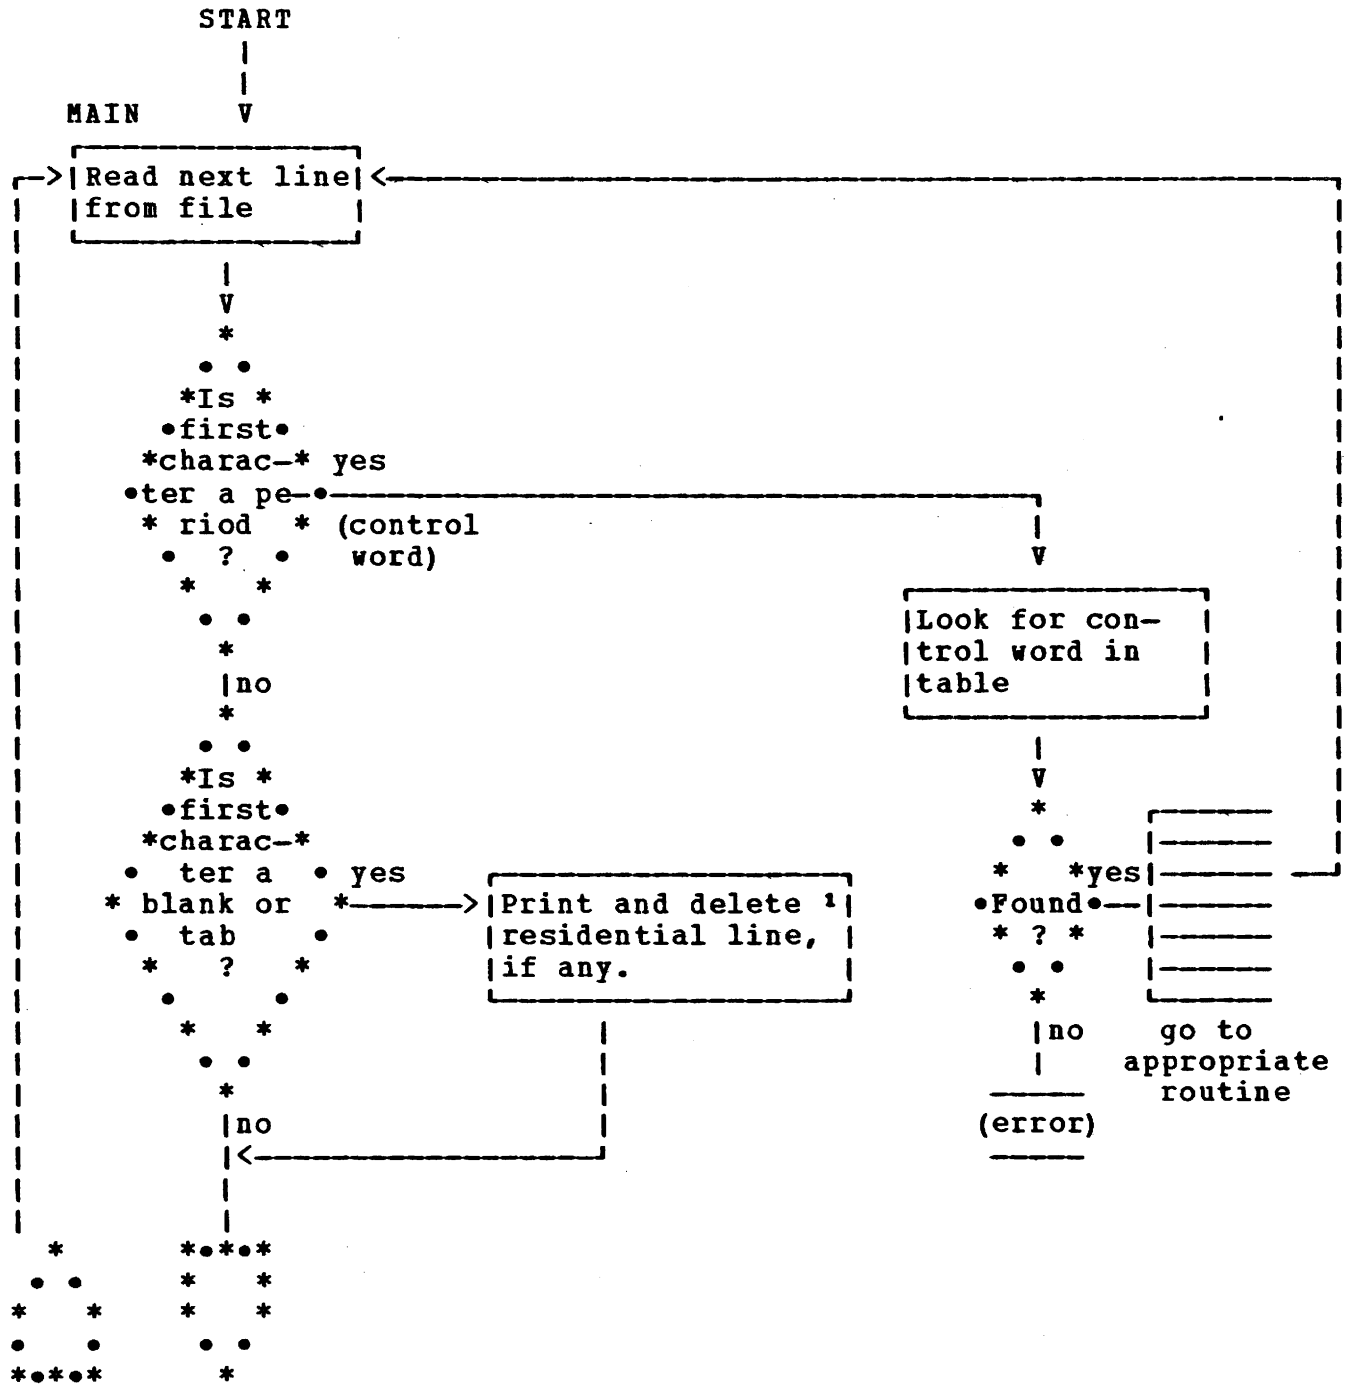 START
MAIN
Read next line
from file
Is
first
charac-
ter a pe-
riod
?
yes
(control
word)
no
Look for con-
trol word in
table
Is
first
charac-
ter a
blank or
tab
?
yes
Print and delete ¹
residential line,
if any.
no
Found
?
yes
no
go to
appropriate
routine
(error)